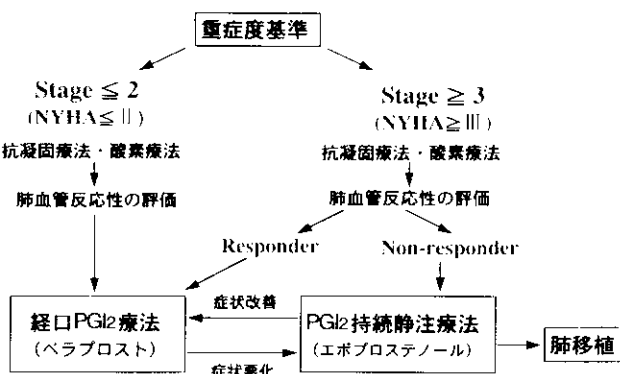 重症度基準
Stage ≦ 2
(NYHA≦Ⅱ)
抗凝固療法・酸素療法
肺血管反応性の評価
Stage ≧ 3
(NYHA≧Ⅲ)
抗凝固療法・酸素療法
肺血管反応性の評価
Responder
Non-responder
経口PGI₂療法
(ベラプロスト)
症状改善
症状悪化
PGI₂持続静注療法
(エポプロステノール)
肺移植